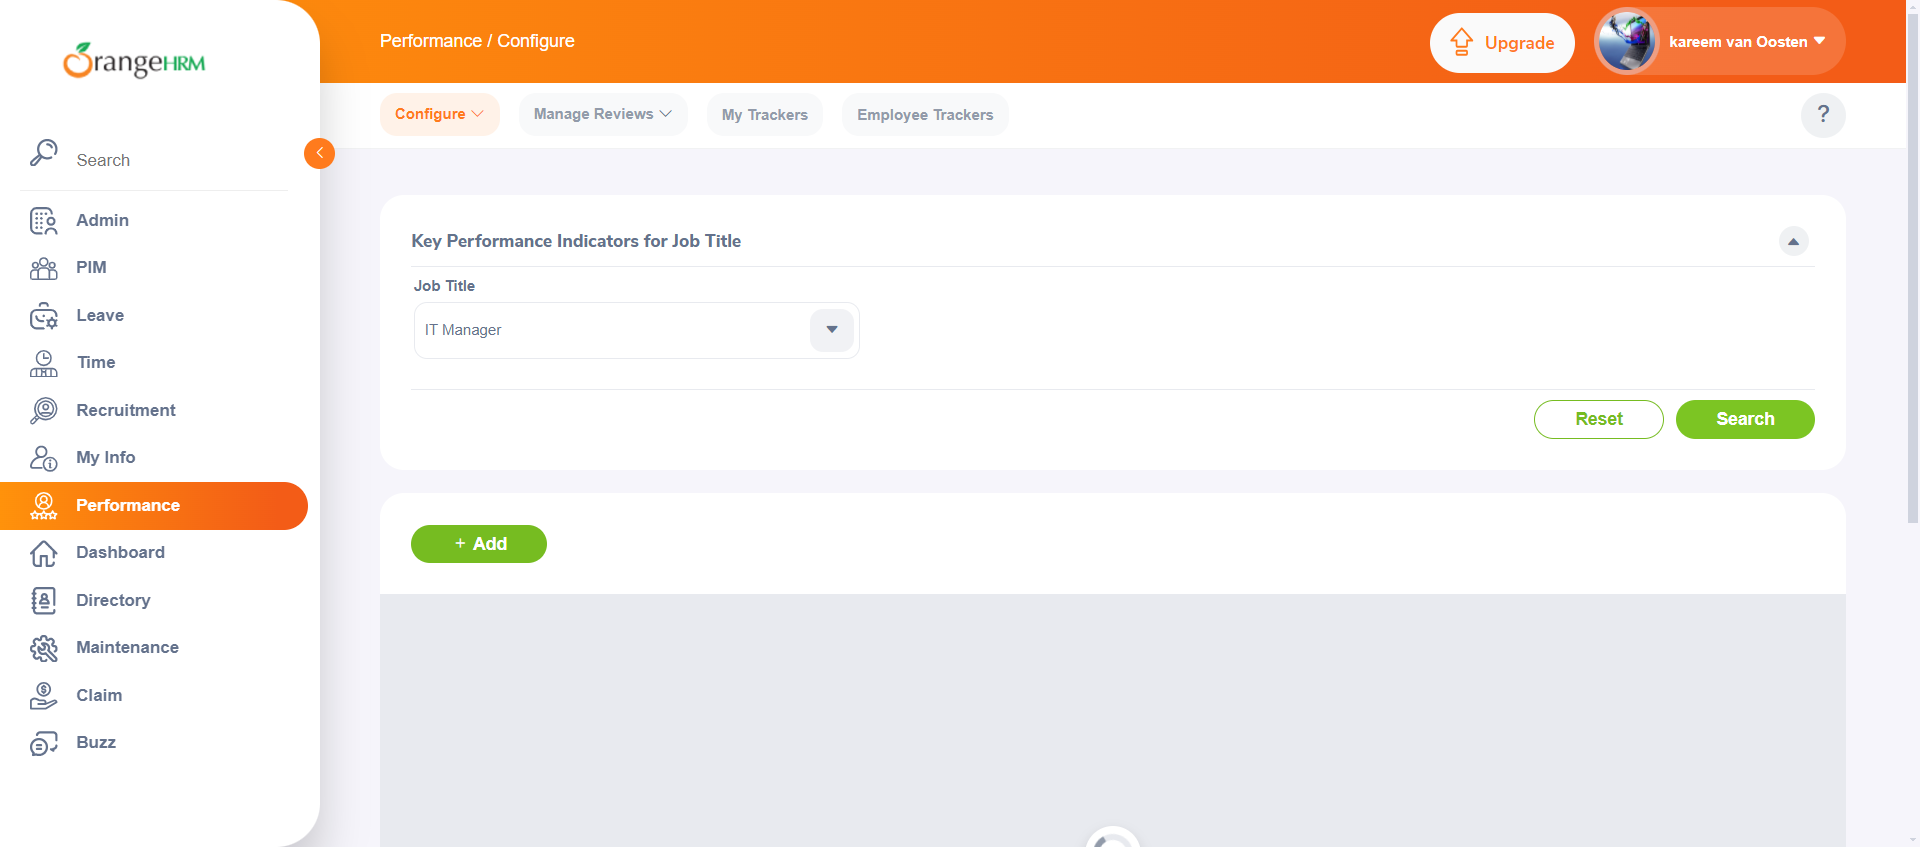 OrangeHRM
Performance / Configure
Upgrade
kareem van Oosten
Configure
Manage Reviews
My Trackers
Employee Trackers
?
Search
Admin
PIM
Leave
Time
Recruitment
My Info
Performance
Dashboard
Directory
Maintenance
Claim
Buzz
Key Performance Indicators for Job Title
Job Title
IT Manager
Reset
Search
+ Add